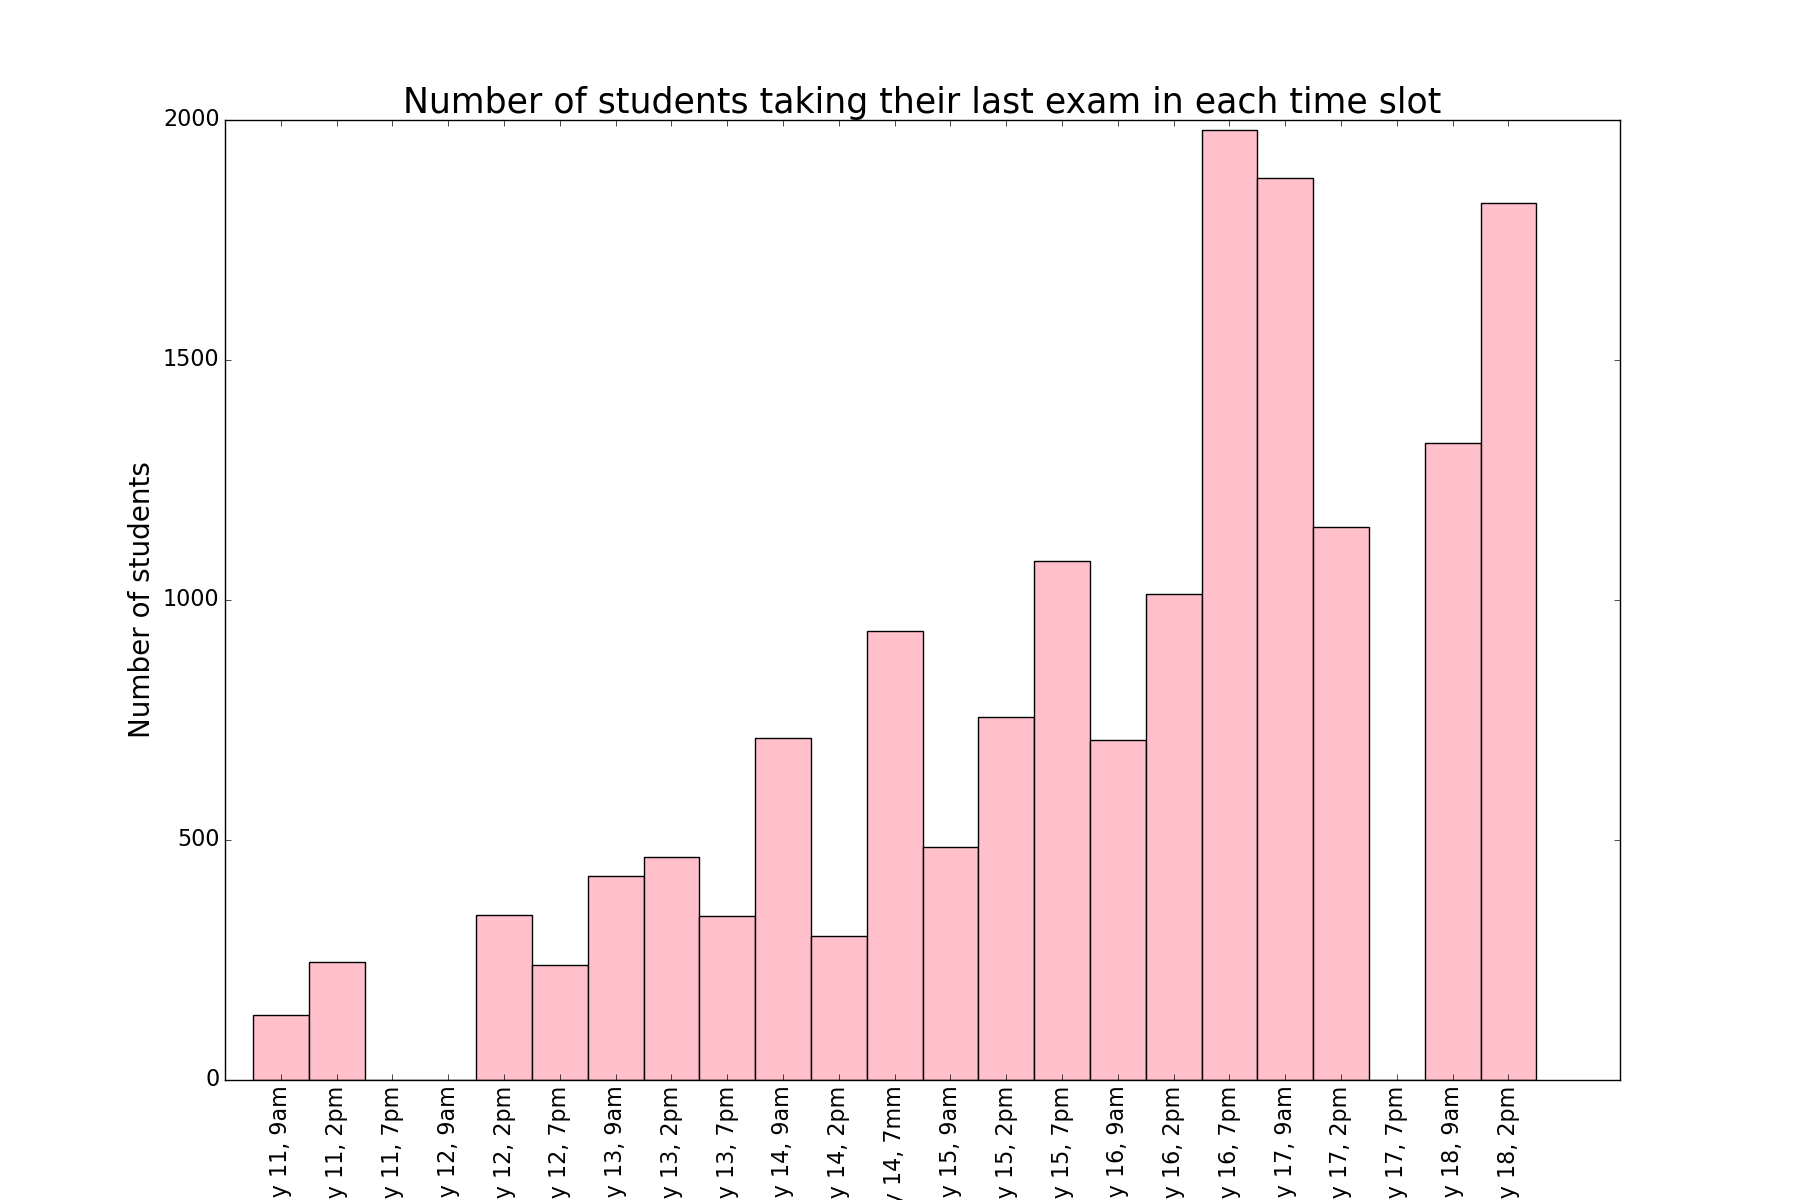 Number of students taking their last exam in each time slot
2000
1500
1000
500
0
Number of students
y 11, 9am
y 11, 2pm
y 11, 7pm
y 12, 9am
y 12, 2pm
y 12, 7pm
y 13, 9am
y 13, 2pm
y 13, 7pm
y 14, 9am
y 14, 2pm
y 14, 7mm
y 15, 9am
y 15, 2pm
y 15, 7pm
y 16, 9am
y 16, 2pm
y 16, 7pm
y 17, 9am
y 17, 2pm
y 17, 7pm
y 18, 9am
y 18, 2pm